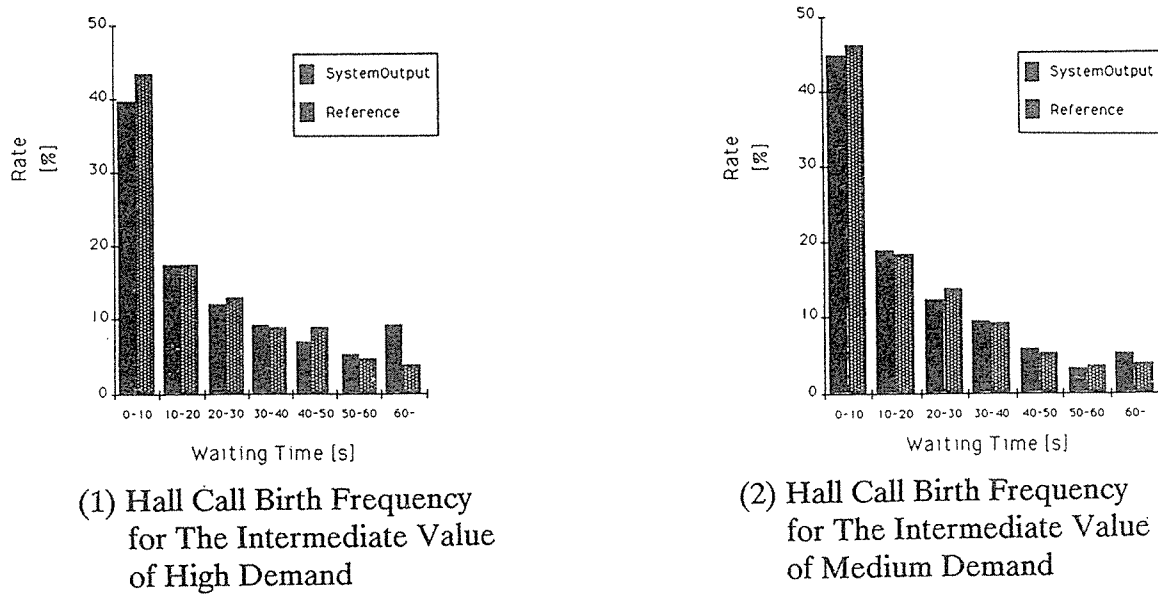 50
40
30
20
10
0
Rate
[%]
SystemOutput
Reference
0-10 10-20 20-30 30-40 40-50 50-60 60-
Waiting Time [s]
(1) Hall Call Birth Frequency
for The Intermediate Value
of High Demand
50
40
30
20
10
0
Rate
[%]
SystemOutput
Reference
0-10 10-20 20-30 30-40 40-50 50-60 60-
Waiting Time [s]
(2) Hall Call Birth Frequency
for The Intermediate Value
of Medium Demand